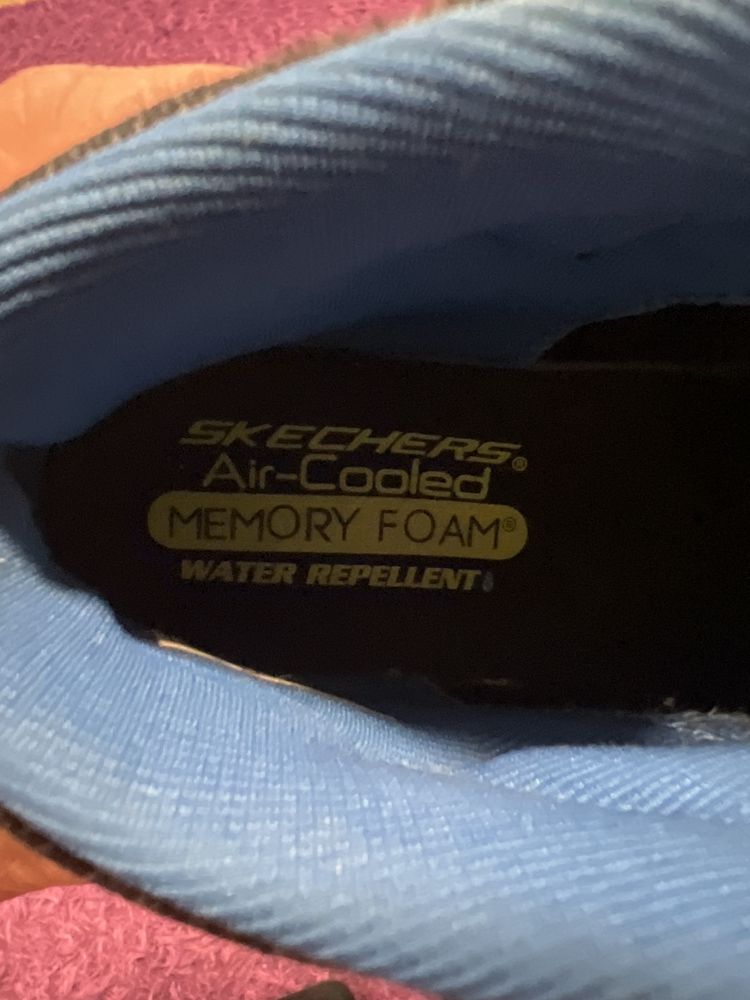 SKECHERS®
Air-Cooled
MEMORY FOAM®
WATER REPELLENT